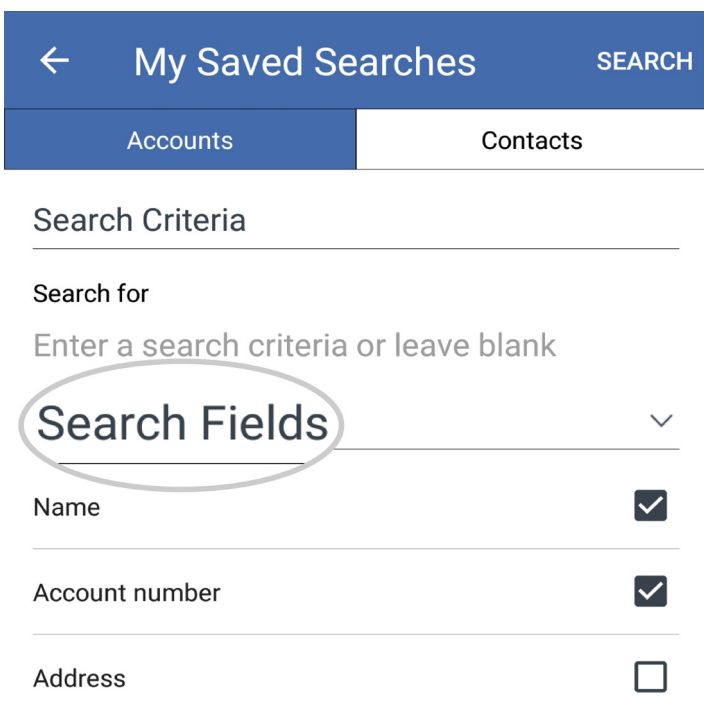 My Saved Searches SEARCH
Accounts Contacts
Search Criteria
Search for
Enter a search criteria or leave blank
Search Fields
Name
Account number
Address